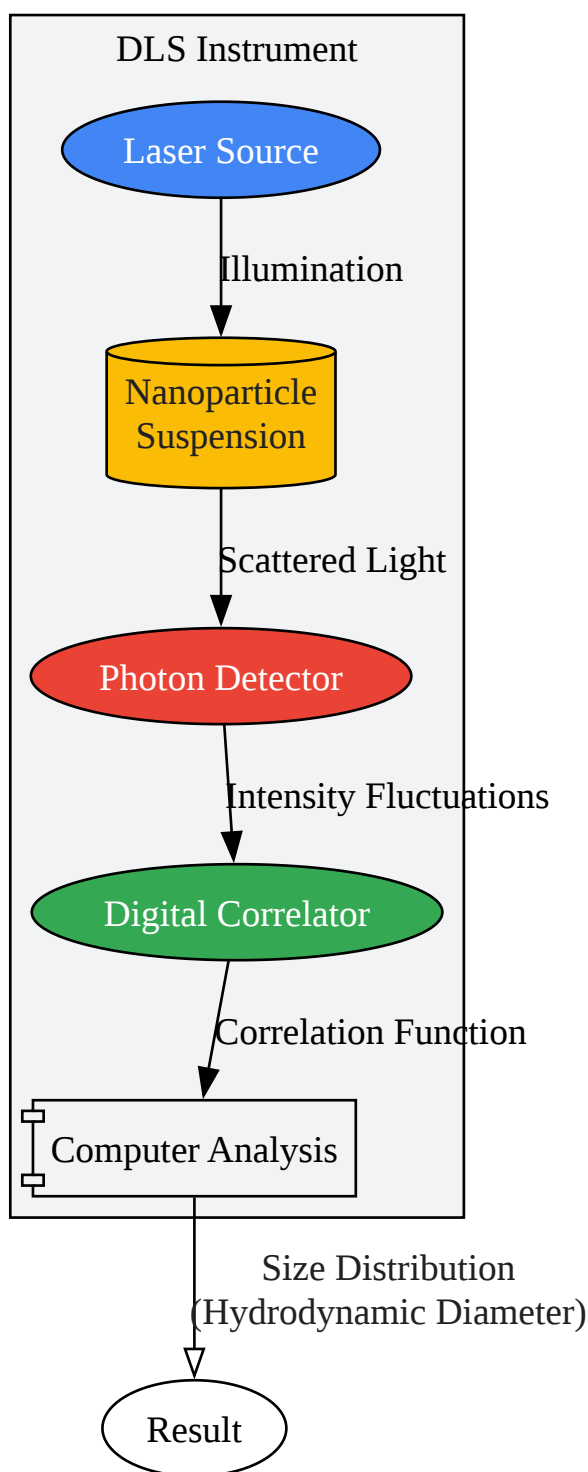 DLS Instrument
Laser Source
Illumination
Nanoparticle
Suspension
Scattered Light
Photon Detector
Intensity Fluctuations
Digital Correlator
Correlation Function
Computer Analysis
Size Distribution
(Hydrodynamic Diameter)
Result